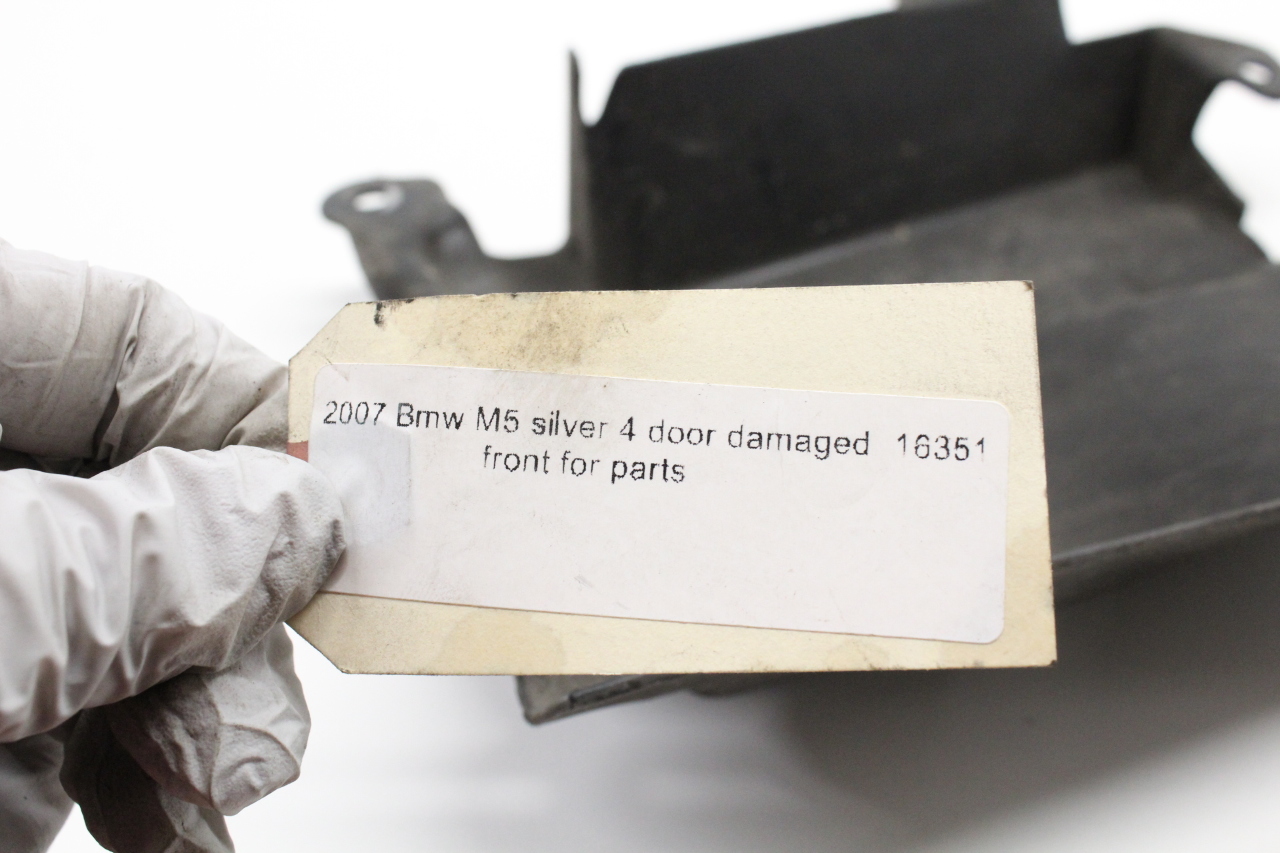 2007 Bmw M5 silver 4 door damaged 16351
front for parts